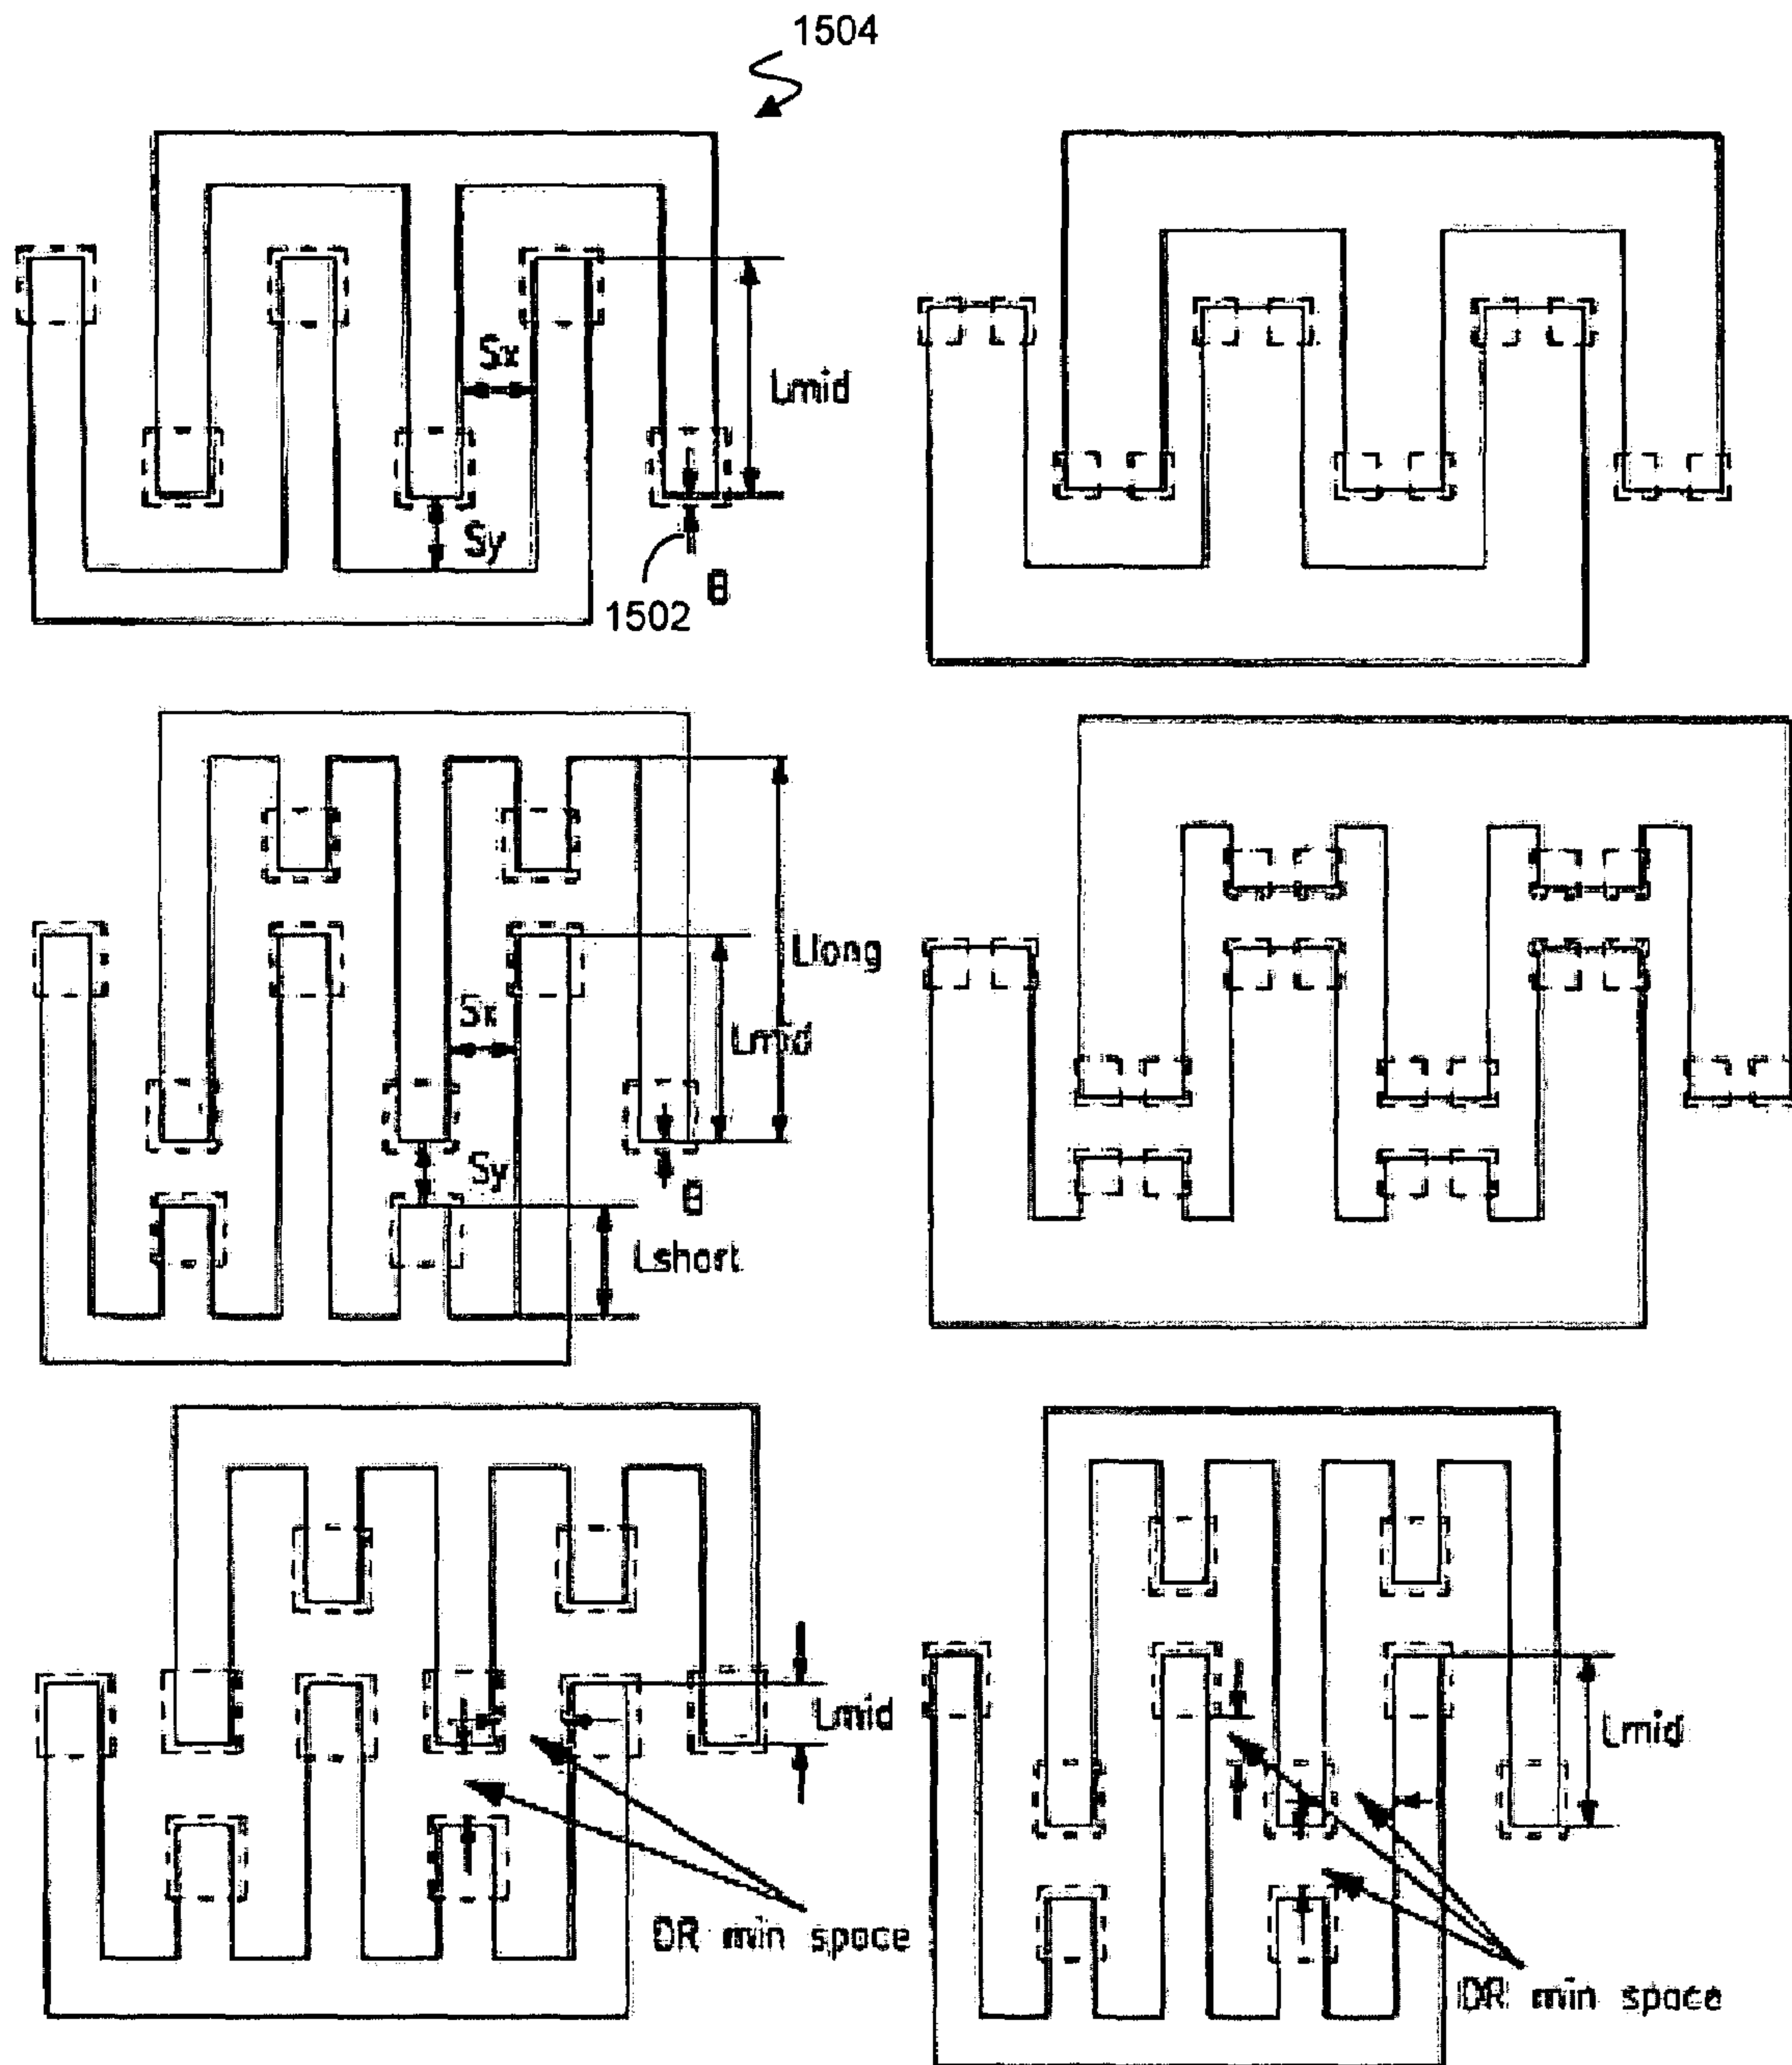 1504
Sx
Lmid
Sy
1502
Llong
Sx
Lmid
Sy
Lshort
Lmid
Lmid
DR min space
DR min space